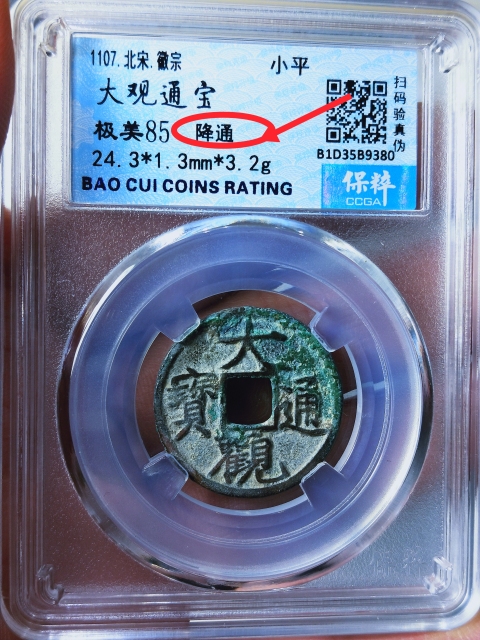 1107.北宋.徽宗
小平
大观通宝
极美85 降通
24.3*1.3mm*3.2g
BAO CUI COINS RATING
扫码验真伪
B1D35B9380
保粹
CCGA
大觀通寶